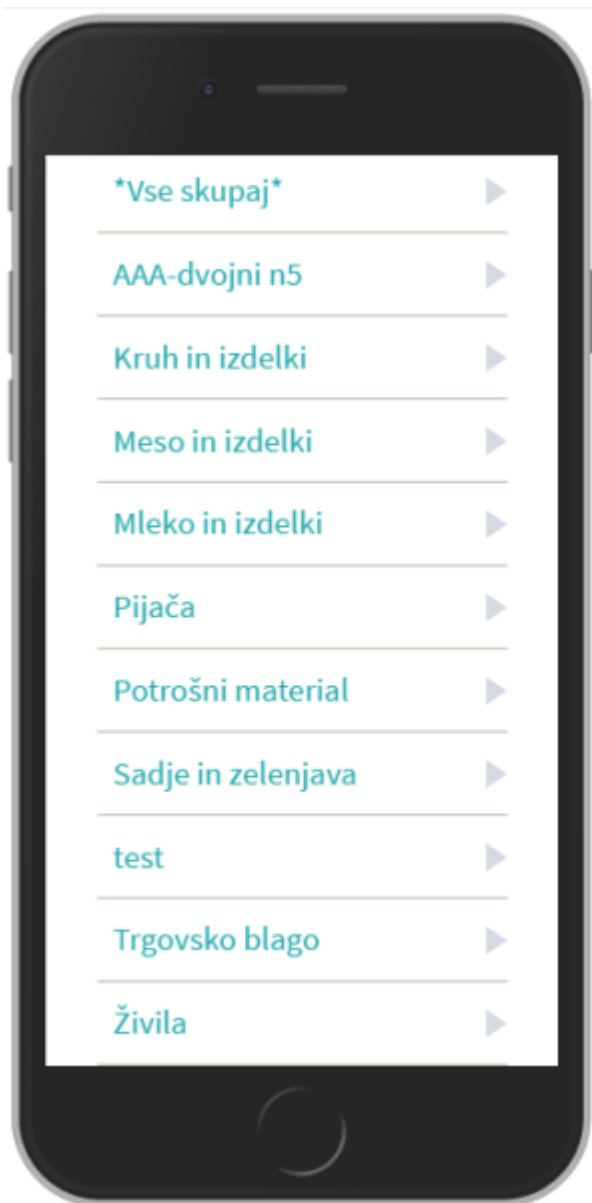 *Vse skupaj*
AAA-dvojni n5
Kruh in izdelki
Meso in izdelki
Mleko in izdelki
Pijača
Potrošni material
Sadje in zelenjava
test
Trgovsko blago
Živila